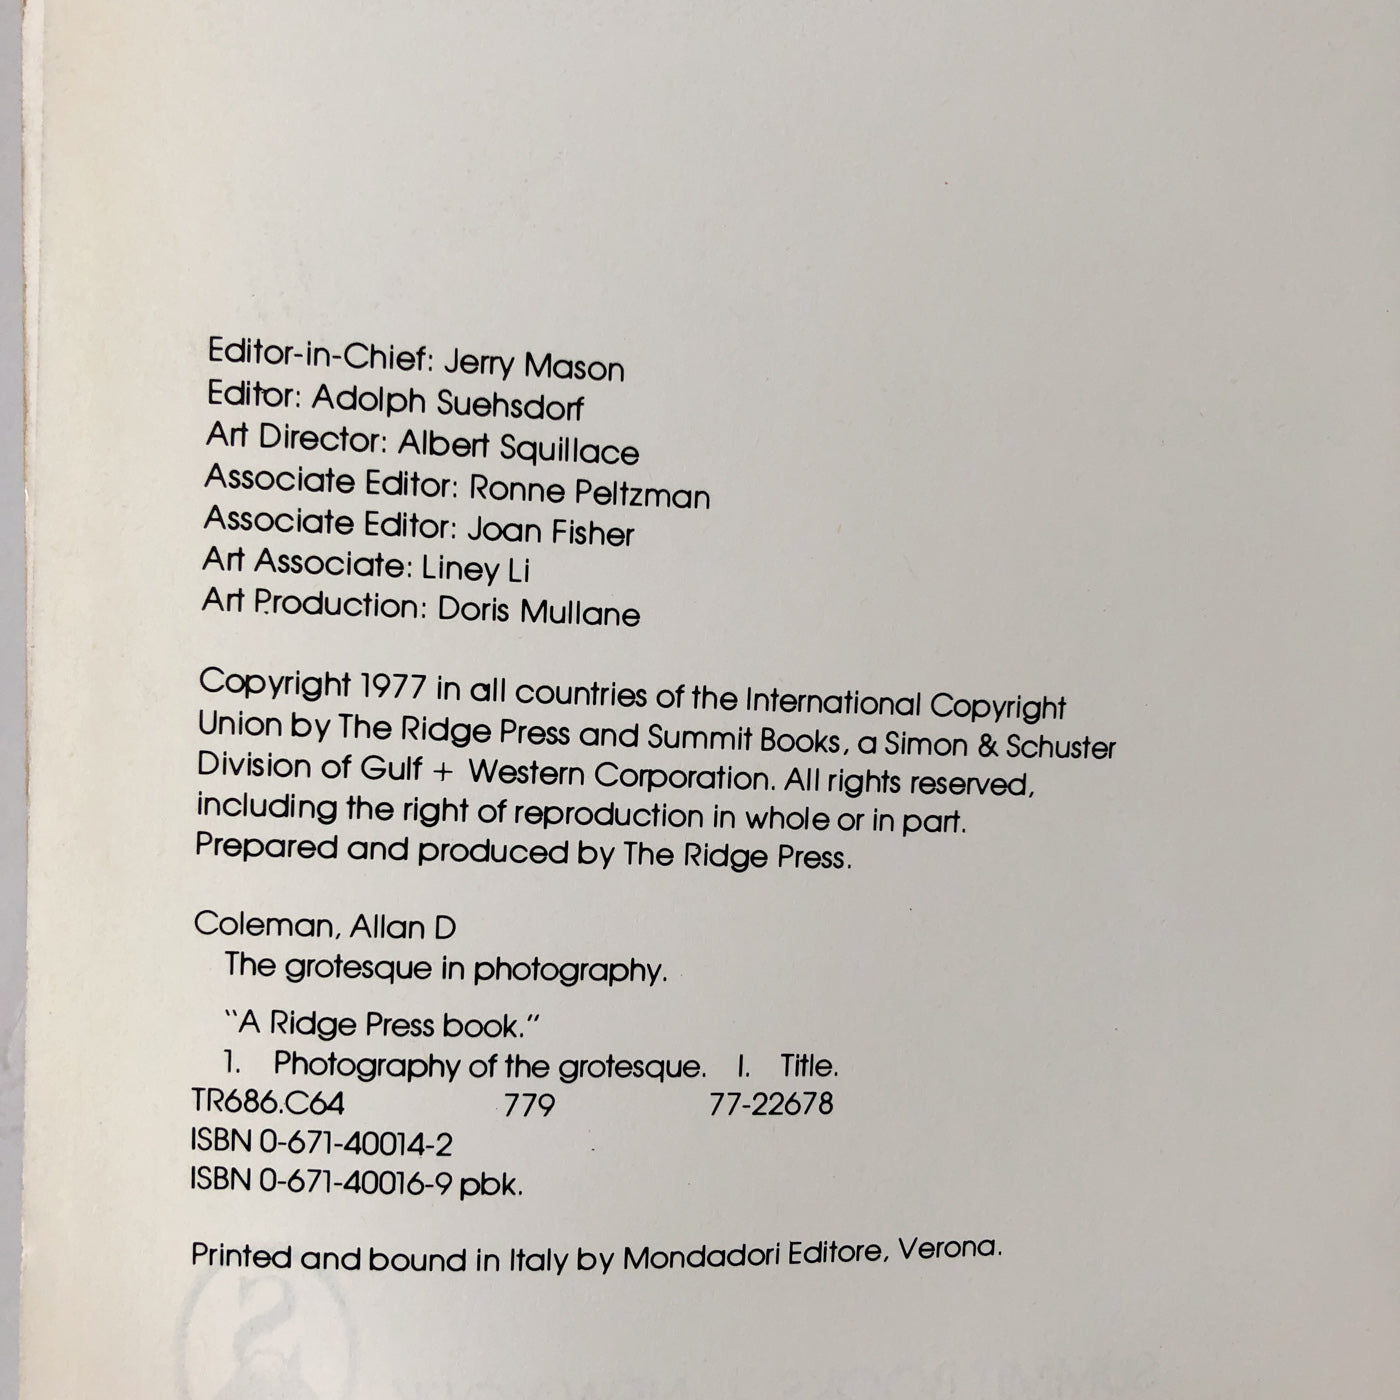 Editor-in-Chief: Jerry Mason
Editor: Adolph Suehsdorf
Art Director: Albert Squillace
Associate Editor: Ronne Peltzman
Associate Editor: Joan Fisher
Art Associate: Liney Li
Art Production: Doris Mullane
Copyright 1977 in all countries of the International Copyright
Union by The Ridge Press and Summit Books, a Simon & Schuster
Division of Gulf + Western Corporation. All rights reserved,
including the right of reproduction in whole or in part.
Prepared and produced by The Ridge Press.
Coleman, Allan D
The grotesque in photography.
"A Ridge Press book."
1. Photography of the grotesque. I. Title.
TR686.C64 779 77-22678
ISBN 0-671-40014-2
ISBN 0-671-40016-9 pbk.
Printed and bound in Italy by Mondadori Editore, Verona.